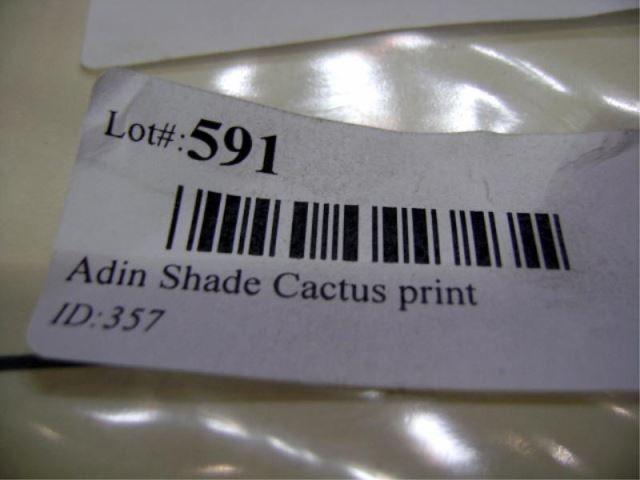 Lot#:591
Adin Shade Cactus print
ID:357